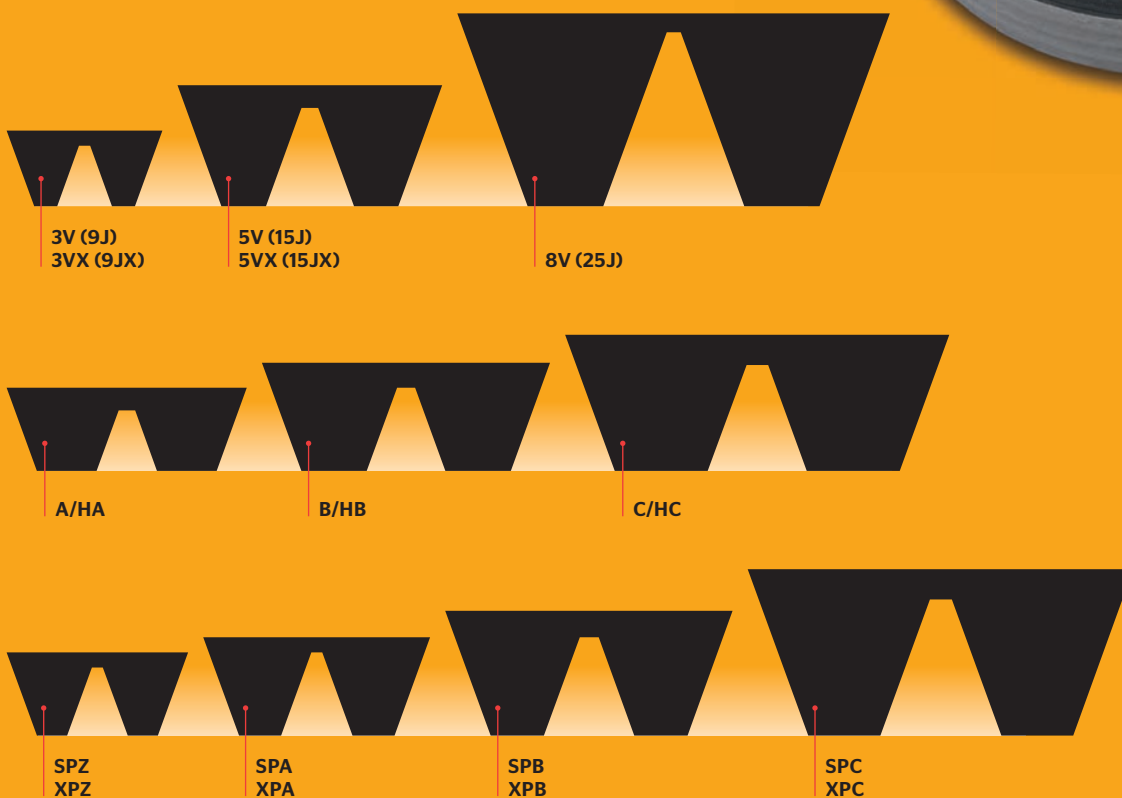 3V (9J)
3VX (9JX)
5V (15J)
5VX (15JX)
8V (25J)
A/HA
B/HB
C/HC
SPZ
XPZ
SPA
XPA
SPB
XPB
SPC
XPC